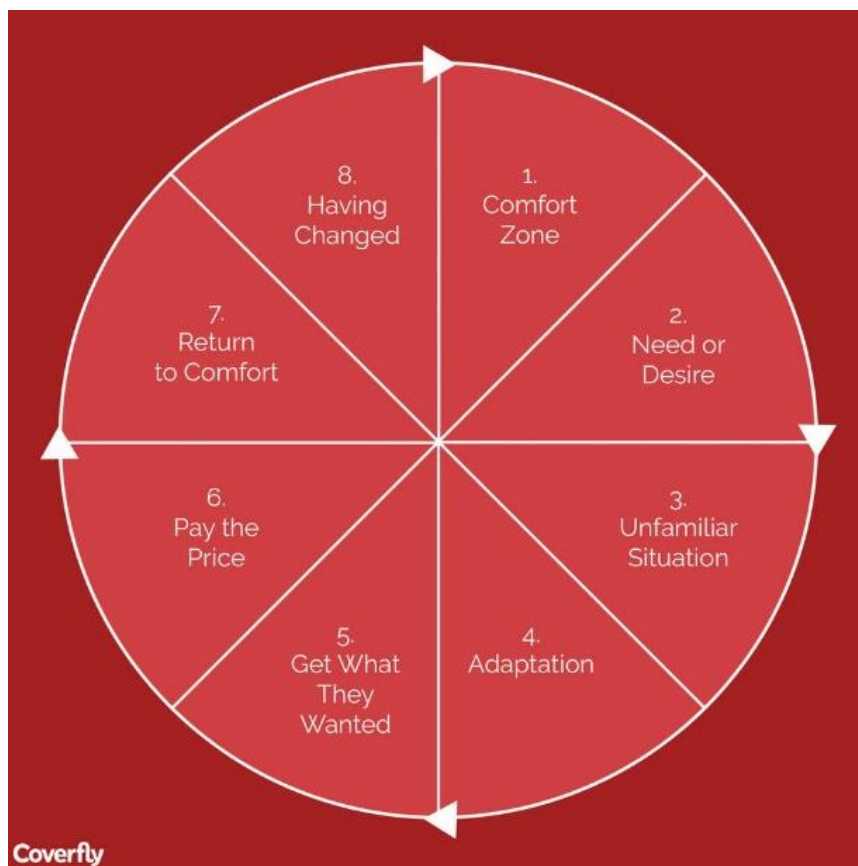 1.
Comfort
Zone
2.
Need or
Desire
3.
Unfamiliar
Situation
4.
Adaptation
5.
Get What
They
Wanted
6.
Pay the
Price
7.
Return
to Comfort
8.
Having
Changed
Coverfly